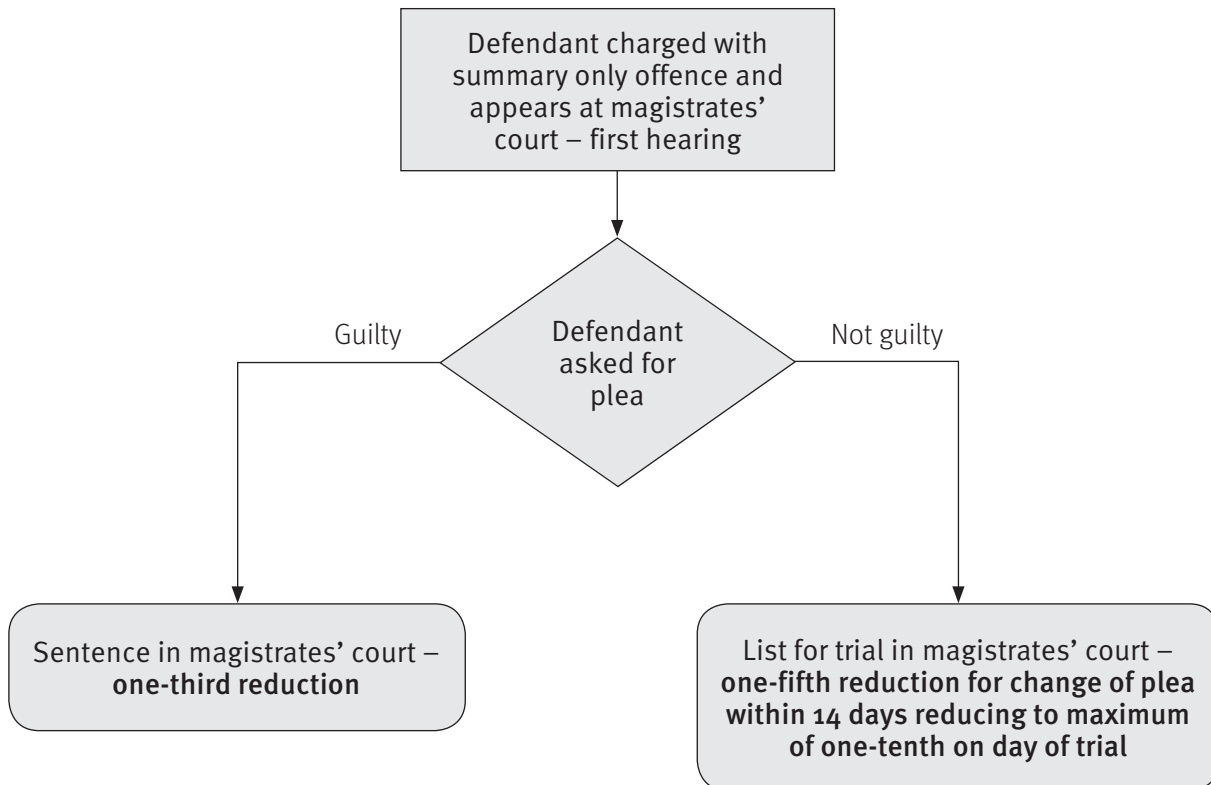 Defendant charged with
summary only offence and
appears at magistrates’
court – first hearing
Guilty
Defendant
asked for
plea
Not guilty
Sentence in magistrates’ court –
one-third reduction
List for trial in magistrates’ court –
one-fifth reduction for change of plea
within 14 days reducing to maximum
of one-tenth on day of trial